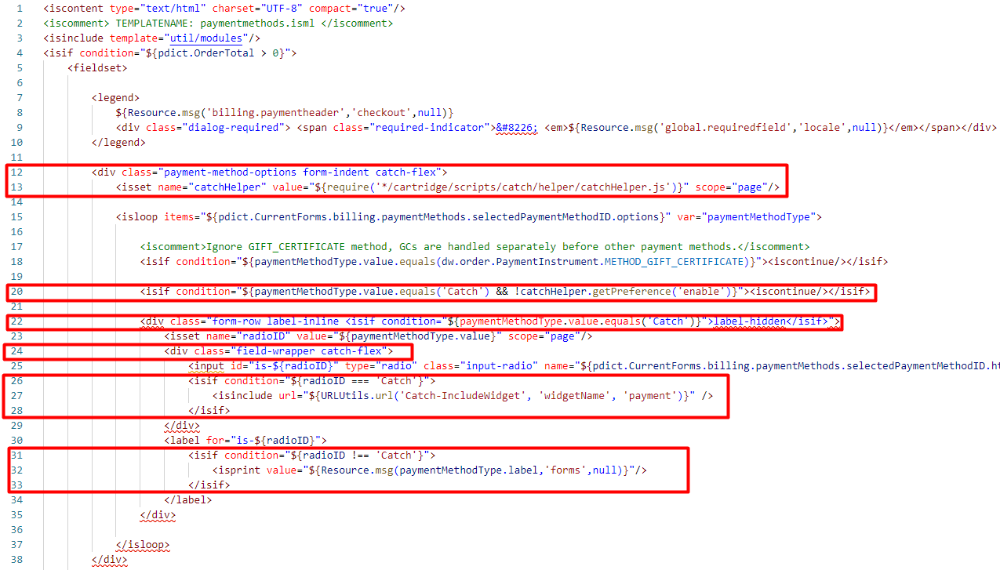 1 <iscontent type="text/html" charset="UTF-8" compact="true"/>
2 <iscomment> TEMPLATENAME: paymentmethods.isml </iscomment>
3 <isinclude template="util/modules"/>
4 <isif condition="${pdict.OrderTotal > 0}">
5 <fieldset>
6
7 <legend>
8 ${Resource.msg('billing.paymentheader','checkout',null)}
9 <div class="dialog-required"> <span class="required-indicator">&#8226; <em>${Resource.msg('global.requiredfield','locale',null)}</em></span></div>
10 </legend>
11
12 <div class="payment-method-options form-indent catch-flex">
13 <isset name="catchHelper" value="${require('*/cartridge/scripts/catch/helper/catchHelper.js')}" scope="page"/>
14
15 <isloop items="${pdict.CurrentForms.billing.paymentMethods.selectedPaymentMethodID.options}" var="paymentMethodType">
16
17 <iscomment>Ignore GIFT_CERTIFICATE method, GCs are handled separately before other payment methods.</iscomment>
18 <isif condition="${paymentMethodType.value.equals(dw.order.PaymentInstrument.METHOD_GIFT_CERTIFICATE)}"><iscontinue/></isif>
19
20 <isif condition="${paymentMethodType.value.equals('Catch') && !catchHelper.getPreference('enable')}"><iscontinue/></isif>
21
22 <div class="form-row label-inline <isif condition="${paymentMethodType.value.equals('Catch')}">label-hidden</isif>">
23 <isset name="radioID" value="${paymentMethodType.value}" scope="page"/>
24 <div class="field-wrapper catch-flex">
25 <input id="is-${radioID}" type="radio" class="input-radio" name="${pdict.CurrentForms.billing.paymentMethods.selectedPaymentMethodID.ht
26 <isif condition="${radioID === 'Catch'}">
27 <isinclude url="${URLUtils.url('Catch-IncludeWidget', 'widgetName', 'payment')}" />
28 </isif>
29 </div>
30 <label for="is-${radioID}">
31 <isif condition="${radioID !== 'Catch'}">
32 <isprint value="${Resource.msg(paymentMethodType.label,'forms',null)}"/>
33 </isif>
34 </label>
35 </div>
36
37 </isloop>
38 </div>